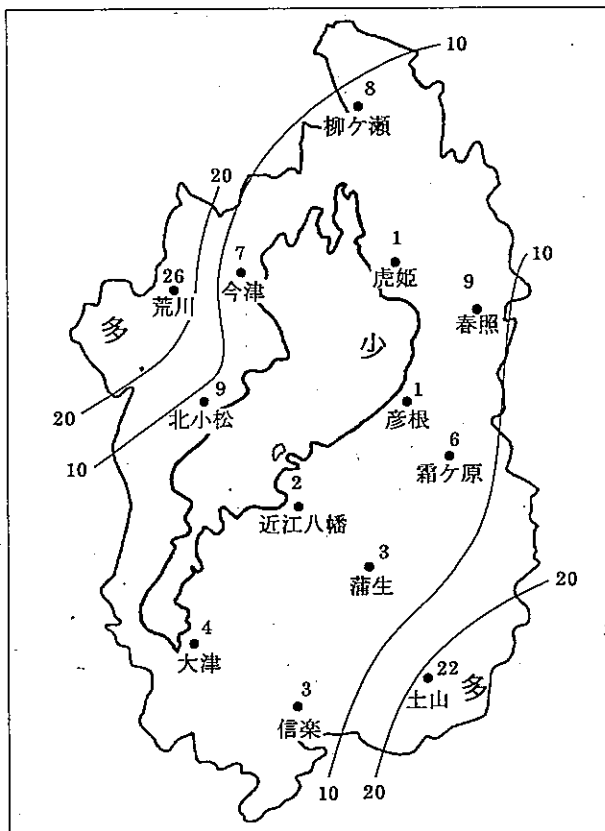 10
8
柳ケ瀬
20
1
虎姫
10
7
今津
26
荒川
9
春照
多
少
20
9
北小松
1
彦根
10
6
霜ケ原
2
近江八幡
3
蒲生
20
4
大津
22
土山
多
3
信楽
10
20